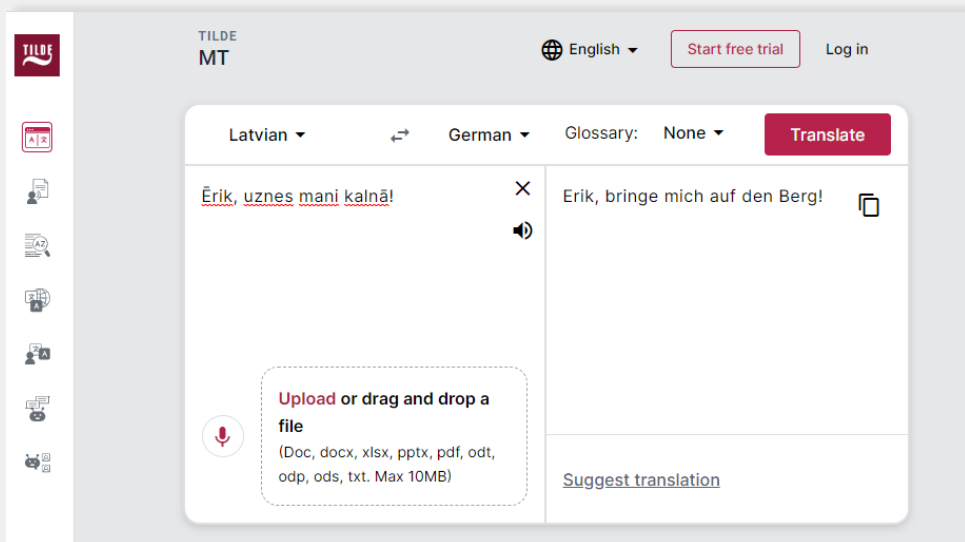 TILDE
TILDE
MT
English
Start free trial
Log in
Latvian
German
Glossary:
None
Translate
Ērik, uznes mani kalnā!
Erik, bringe mich auf den Berg!
Upload or drag and drop a
file
(Doc, docx, xlsx, pptx, pdf, odt,
odp, ods, txt. Max 10MB)
Suggest translation